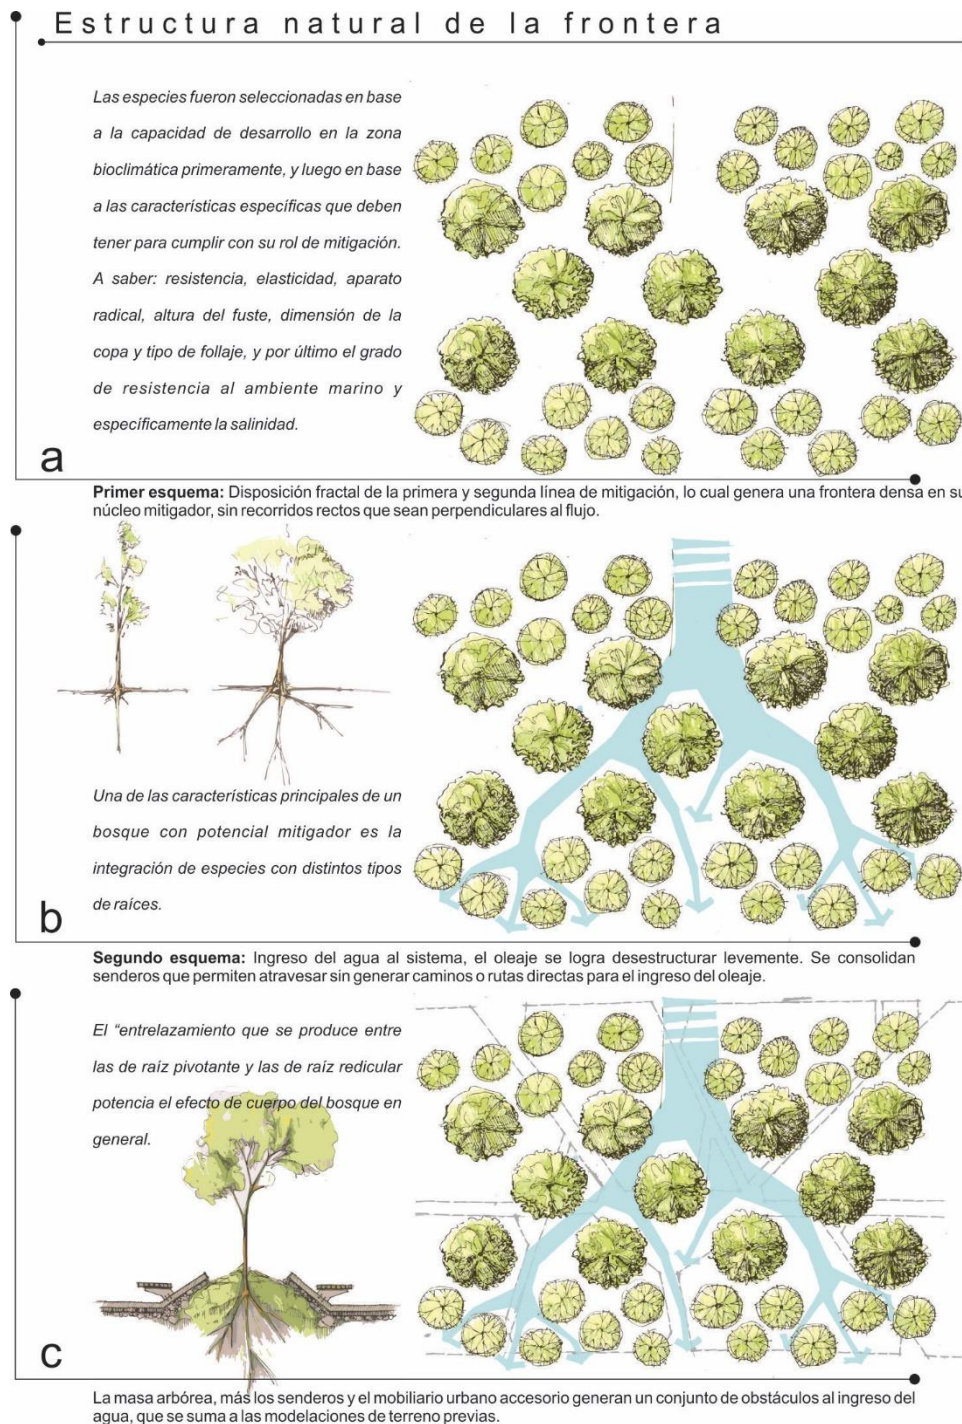 Estructura natural de la frontera
Las especies fueron seleccionadas en base
a la capacidad de desarrollo en la zona
bioclimática primeramente, y luego en base
a las características específicas que deben
tener para cumplir con su rol de mitigación.
A saber: resistencia, elasticidad, aparato
radical, altura del fuste, dimensión de la
copa y tipo de follaje, y por último el grado
de resistencia al ambiente marino y
específicamente la salinidad.
a
Primer esquema: Disposición fractal de la primera y segunda línea de mitigación, lo cual genera una frontera densa en su
núcleo mitigador, sin recorridos rectos que sean perpendiculares al flujo.
Una de las características principales de un
bosque con potencial mitigador es la
integración de especies con distintos tipos
de raíces.
b
Segundo esquema: Ingreso del agua al sistema, el oleaje se logra desestructurar levemente. Se consolidan
senderos que permiten atravesar sin generar caminos o rutas directas para el ingreso del oleaje.
El “entrelazamiento que se produce entre
las de raíz pivotante y las de raíz redicular
potencia el efecto de cuerpo del bosque en
general.
c
La masa arbórea, más los senderos y el mobiliario urbano accesorio generan un conjunto de obstáculos al ingreso del
agua, que se suma a las modelaciones de terreno previas.